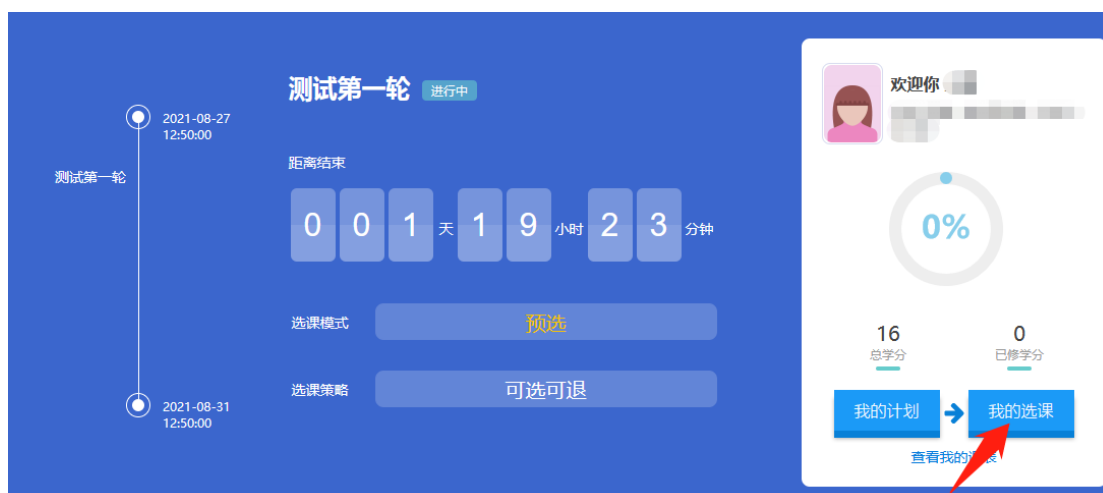 测试第一轮 进行中
2021-08-27
12:50:00
测试第一轮
距离结束
0 0 1 天 1 9 小时 2 3 分钟
选课模式 预选
选课策略 可选可退
2021-08-31
12:50:00
欢迎你
0%
16 0
总学分 已修学分
我的计划 我的选课
查看我的